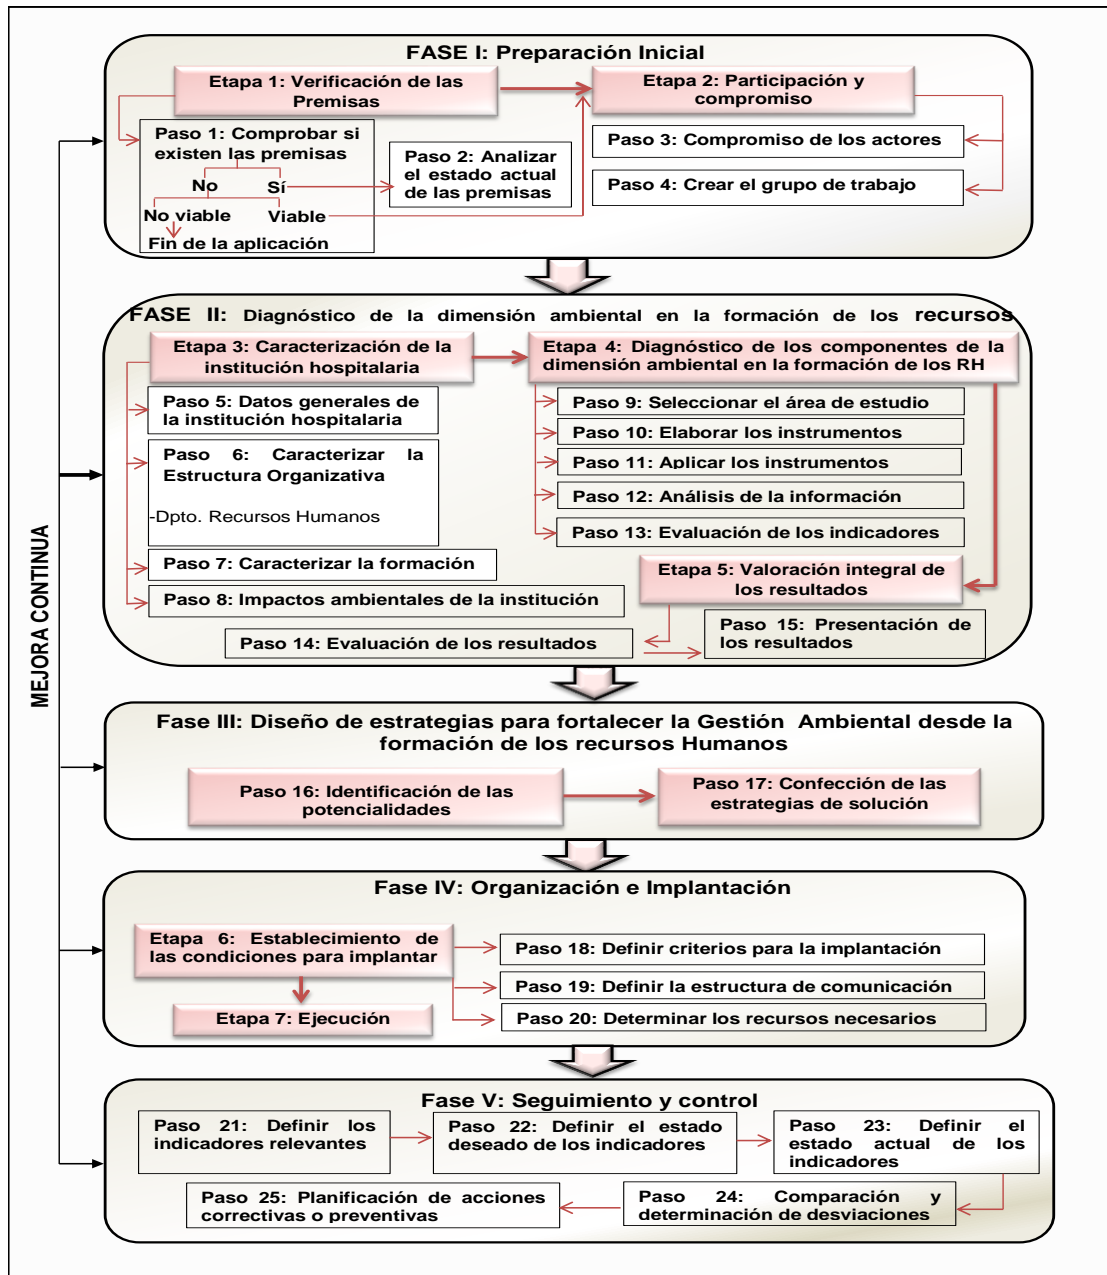 MEJORA CONTINUA
FASE I: Preparación Inicial
Etapa 1: Verificación de las
Premisas
Etapa 2: Participación y
compromiso
Paso 1: Comprobar si
existen las premisas
No
Sí
No viable
Viable
Fin de la aplicación
Paso 2: Analizar
el estado actual
de las premisas
Paso 3: Compromiso de los actores
Paso 4: Crear el grupo de trabajo
FASE II: Diagnóstico de la dimensión ambiental en la formación de los recursos
Etapa 3: Caracterización de la
institución hospitalaria
Etapa 4: Diagnóstico de los componentes de la
dimensión ambiental en la formación de los RH
Paso 5: Datos generales de
la institución hospitalaria
Paso 6: Caracterizar la
Estructura Organizativa
-Dpto. Recursos Humanos
Paso 7: Caracterizar la formación
Paso 8: Impactos ambientales de la institución
Paso 9: Seleccionar el área de estudio
Paso 10: Elaborar los instrumentos
Paso 11: Aplicar los instrumentos
Paso 12: Análisis de la información
Paso 13: Evaluación de los indicadores
Etapa 5: Valoración integral de
los resultados
Paso 14: Evaluación de los resultados
Paso 15: Presentación de
los resultados
Fase III: Diseño de estrategias para fortalecer la Gestión Ambiental desde la
formación de los recursos Humanos
Paso 16: Identificación de las
potencialidades
Paso 17: Confección de las
estrategias de solución
Fase IV: Organización e Implantación
Etapa 6: Establecimiento de
las condiciones para implantar
Etapa 7: Ejecución
Paso 18: Definir criterios para la implantación
Paso 19: Definir la estructura de comunicación
Paso 20: Determinar los recursos necesarios
Fase V: Seguimiento y control
Paso 21: Definir los
indicadores relevantes
Paso 22: Definir el estado
deseado de los indicadores
Paso 23: Definir el
estado actual de los
indicadores
Paso 24: Comparación y
determinación de desviaciones
Paso 25: Planificación de acciones
correctivas o preventivas